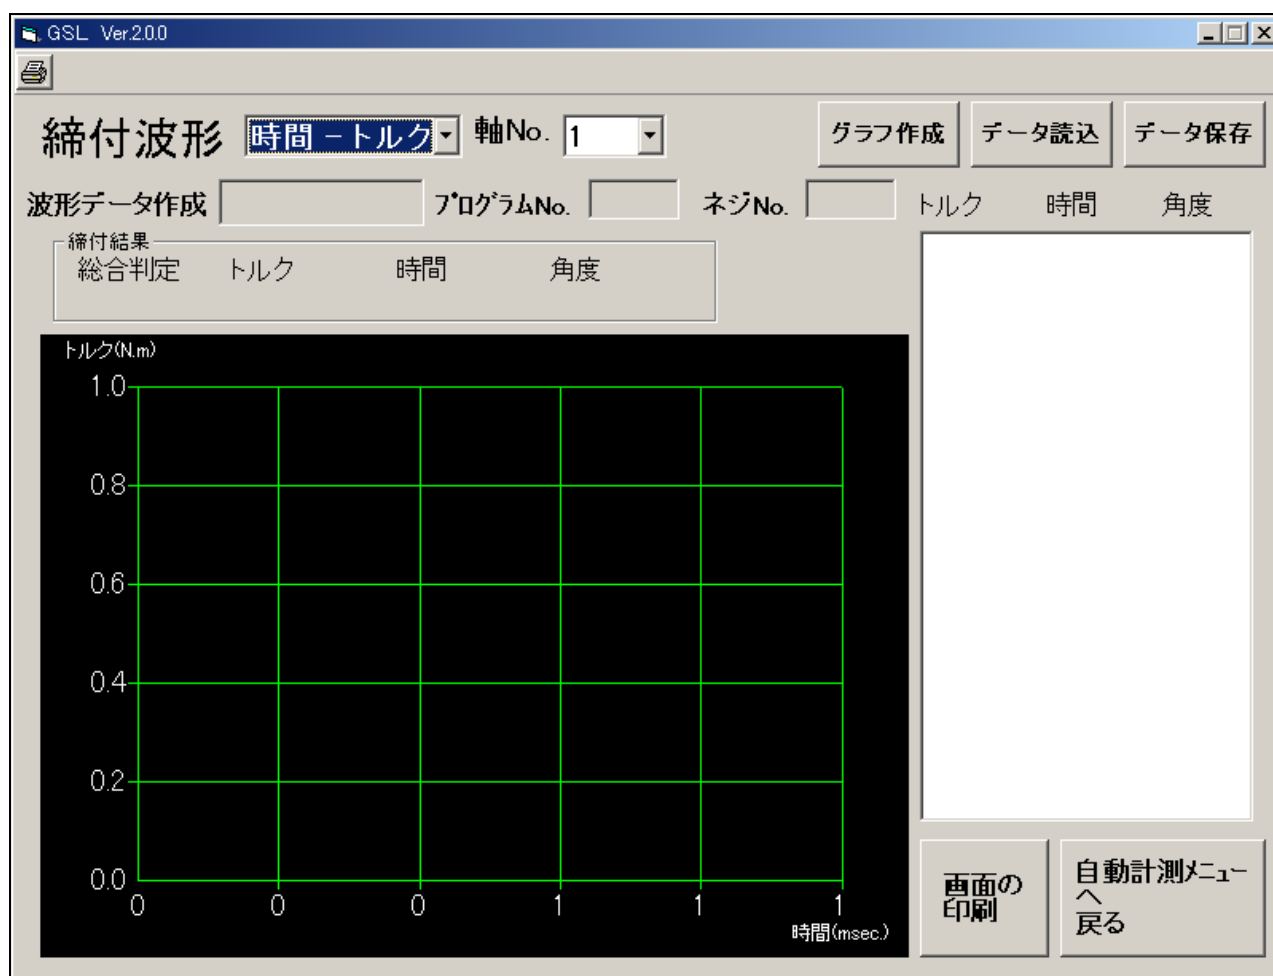 GSL Ver.2.0.0
締付波形 時間－トルク 軸No. 1 グラフ作成 データ読込 データ保存
波形データ作成 ﾌﾟﾛｸﾞﾗﾑNo. ネジNo. トルク 時間 角度
締付結果
総合判定 トルク 時間 角度
トルク(N.m)
1.0
0.8
0.6
0.4
0.2
0.0
0 0 0 1 1 1
時間(msec.)
画面の
印刷
自動計測ﾒﾆｭｰ
へ
戻る